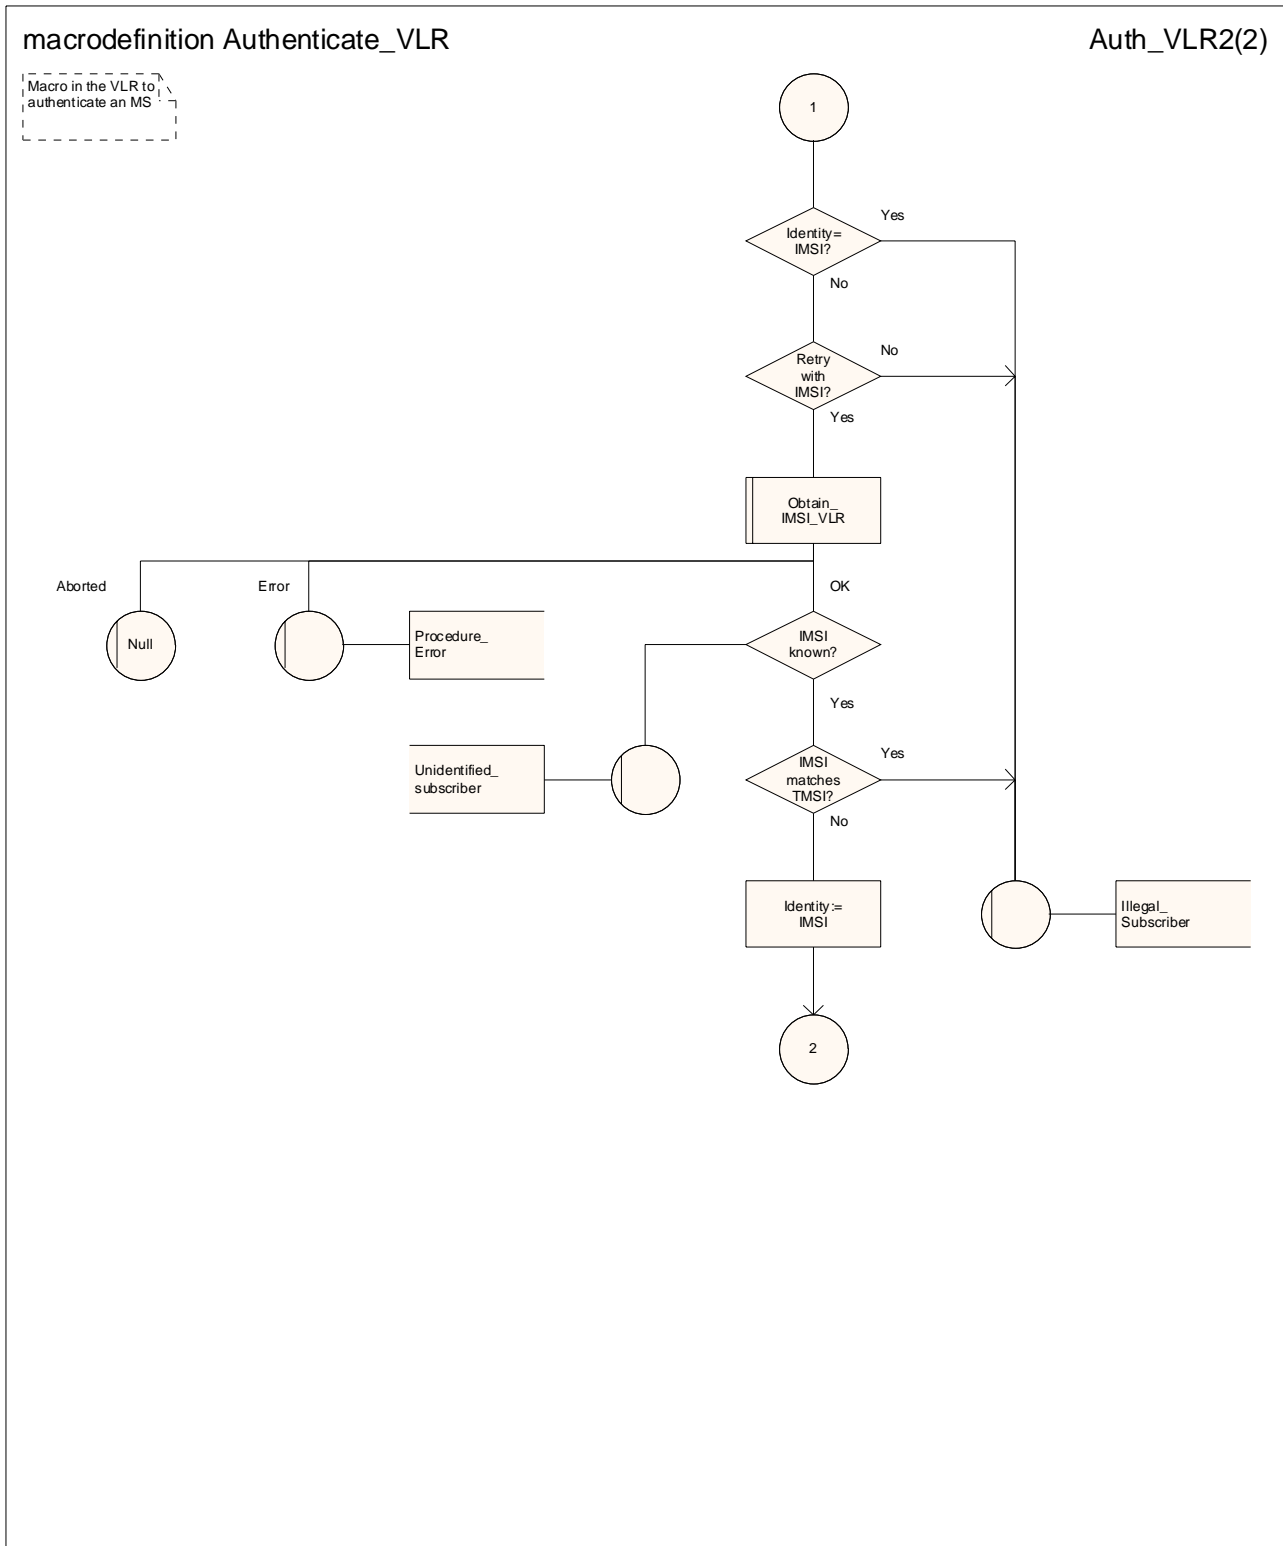 macrodefinition Authenticate_VLR
Auth_VLR2(2)
Macro in the VLR to
authenticate an MS
1
Yes
Identity=
IMSI?
No
No
Retry
with
IMSI?
Yes
Obtain_
IMSI_VLR
Aborted
Error
OK
Null
Procedure_
Error
IMSI
known?
Yes
Unidentified_
subscriber
Yes
IMSI
matches
TMSI?
No
Identity:=
IMSI
Illegal_
Subscriber
2